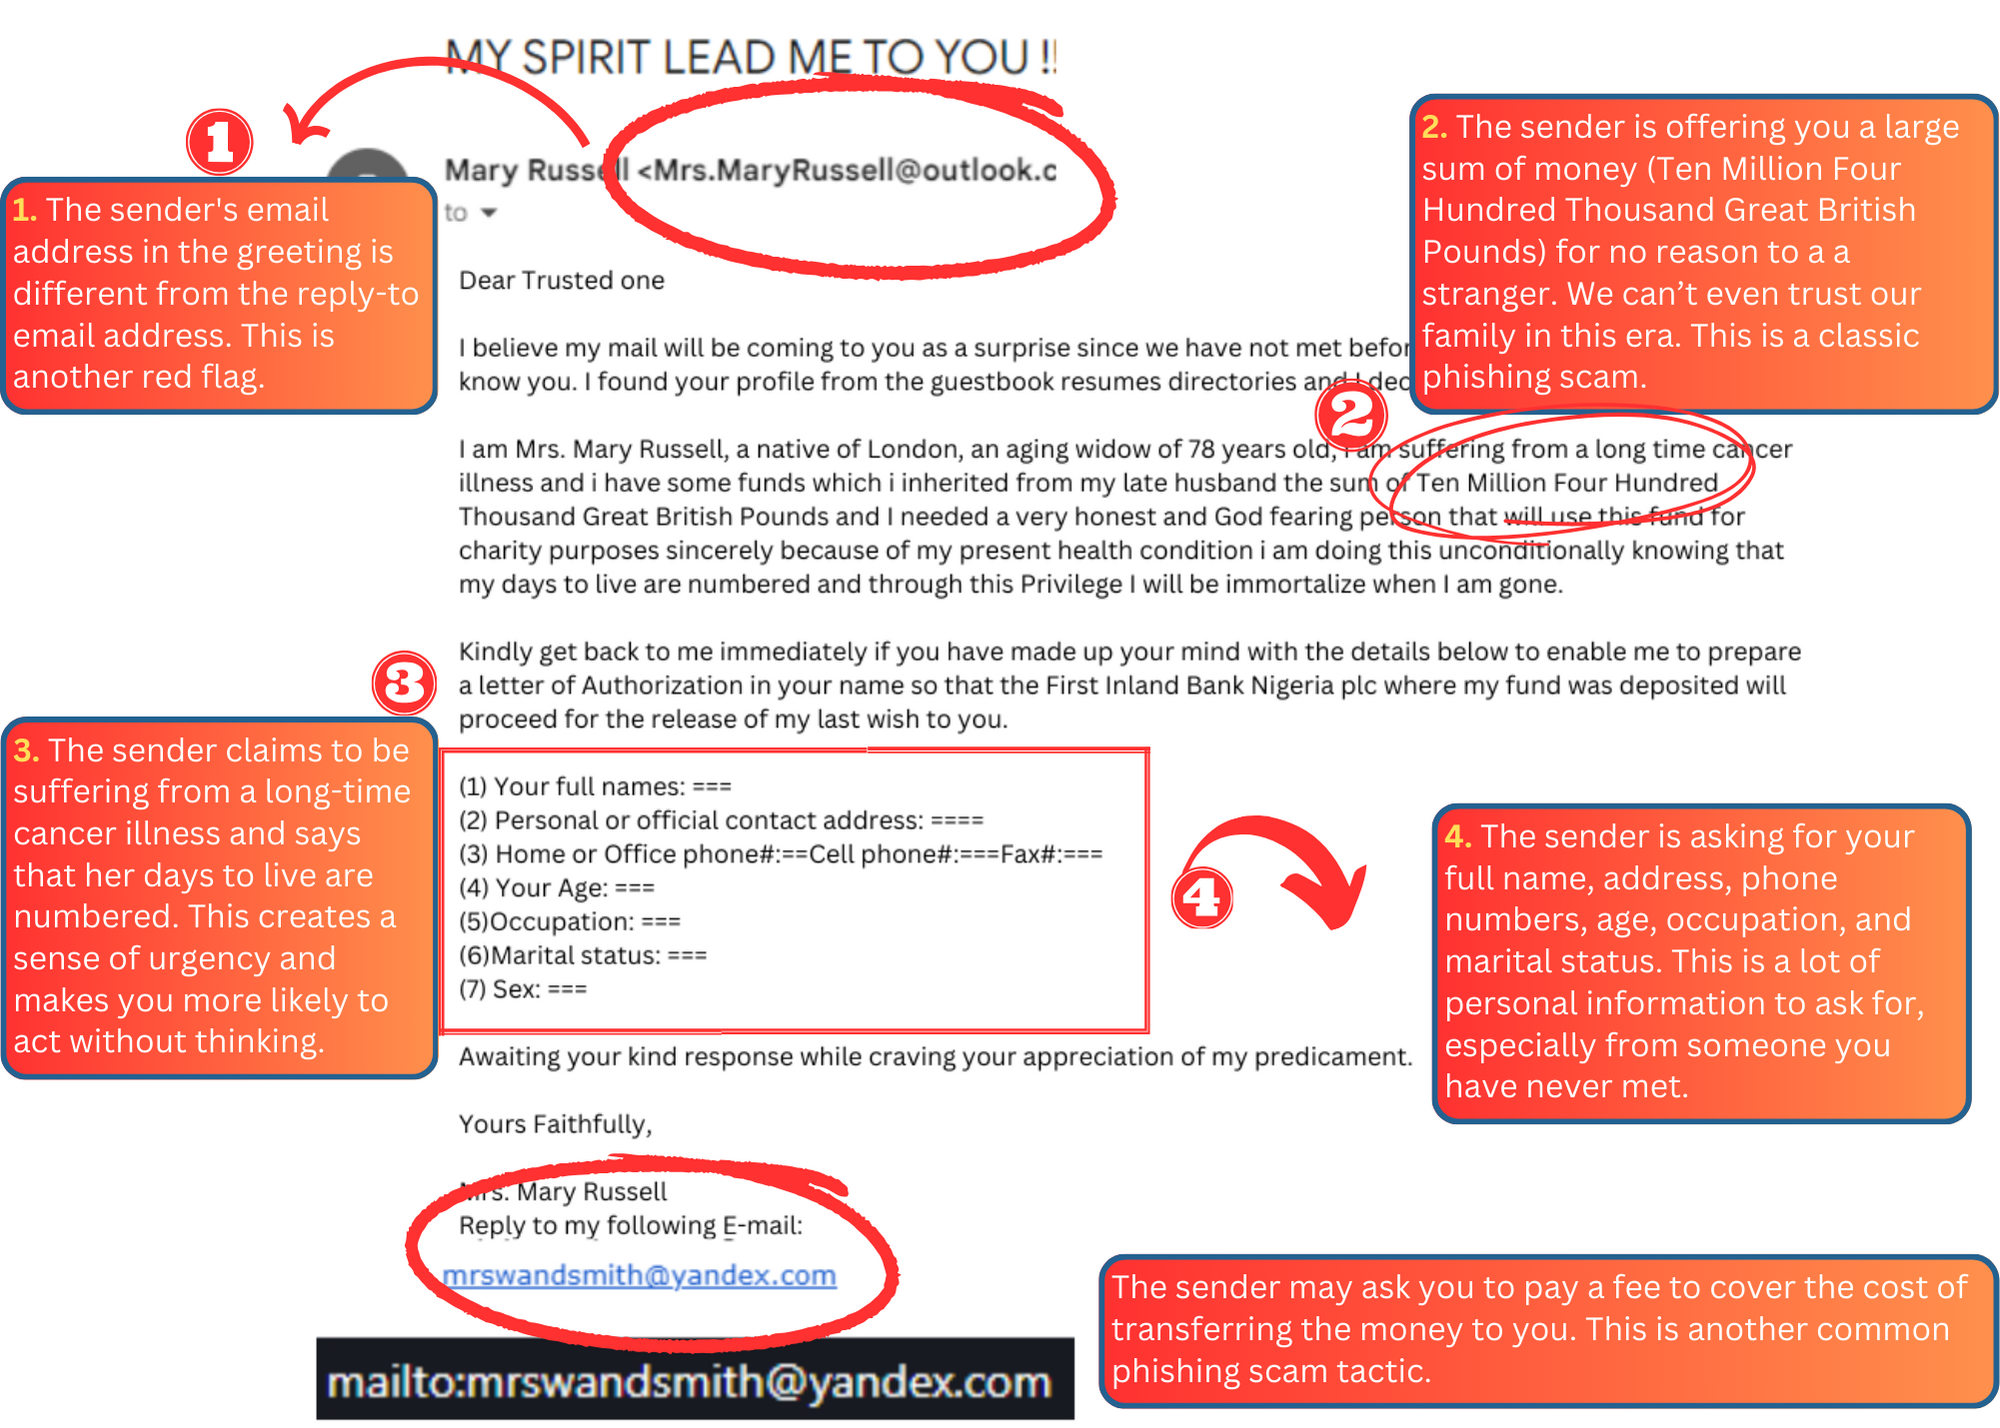 MY SPIRIT LEAD ME TO YOU !!
1
Mary Russell <Mrs.MaryRussell@outlook.c
to
1. The sender's email
address in the greeting is
different from the reply-to
email address. This is
another red flag.
2. The sender is offering you a large
sum of money (Ten Million Four
Hundred Thousand Great British
Pounds) for no reason to a a
stranger. We can’t even trust our
family in this era. This is a classic
phishing scam.
Dear Trusted one
I believe my mail will be coming to you as a surprise since we have not met befor
know you. I found your profile from the guestbook resumes directories and I dec
2
I am Mrs. Mary Russell, a native of London, an aging widow of 78 years old, i am suffering from a long time cancer
illness and i have some funds which i inherited from my late husband the sum of Ten Million Four Hundred
Thousand Great British Pounds and I needed a very honest and God fearing person that will use this fund for
charity purposes sincerely because of my present health condition i am doing this unconditionally knowing that
my days to live are numbered and through this Privilege I will be immortalize when I am gone.
Kindly get back to me immediately if you have made up your mind with the details below to enable me to prepare
a letter of Authorization in your name so that the First Inland Bank Nigeria plc where my fund was deposited will
proceed for the release of my last wish to you.
3
3. The sender claims to be
suffering from a long-time
cancer illness and says
that her days to live are
numbered. This creates a
sense of urgency and
makes you more likely to
act without thinking.
(1) Your full names: ===
(2) Personal or official contact address: ====
(3) Home or Office phone#:==Cell phone#:===Fax#:===
(4) Your Age: ===
(5)Occupation: ===
(6)Marital status: ===
(7) Sex: ===
4
4. The sender is asking for your
full name, address, phone
numbers, age, occupation, and
marital status. This is a lot of
personal information to ask for,
especially from someone you
have never met.
Awaiting your kind response while craving your appreciation of my predicament.
Yours Faithfully,
Mrs. Mary Russell
Reply to my following E-mail:
mrswandsmith@yandex.com
mailto:mrswandsmith@yandex.com
The sender may ask you to pay a fee to cover the cost of
transferring the money to you. This is another common
phishing scam tactic.